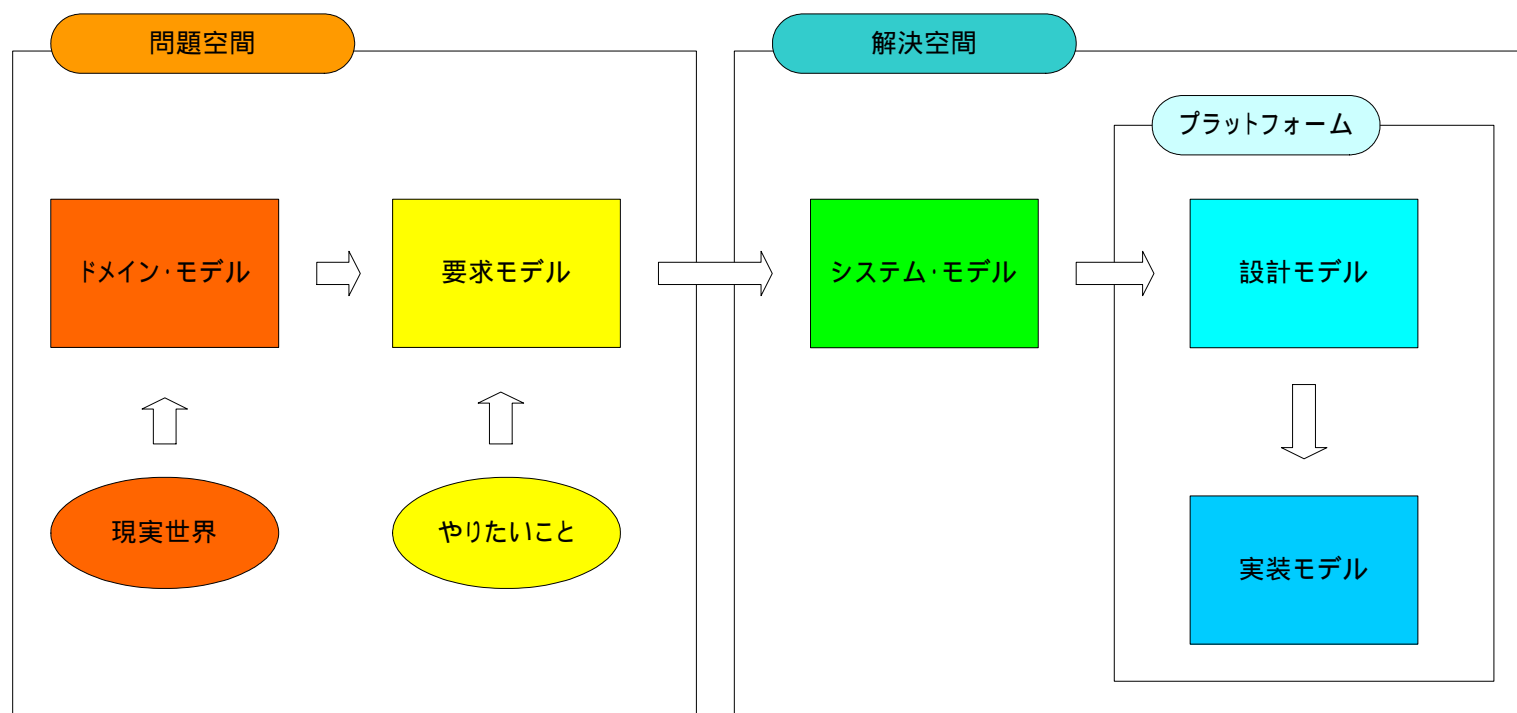 問題空間
解決空間
プラットフォーム
ドメイン・モデル
要求モデル
システム・モデル
設計モデル
現実世界
やりたいこと
実装モデル